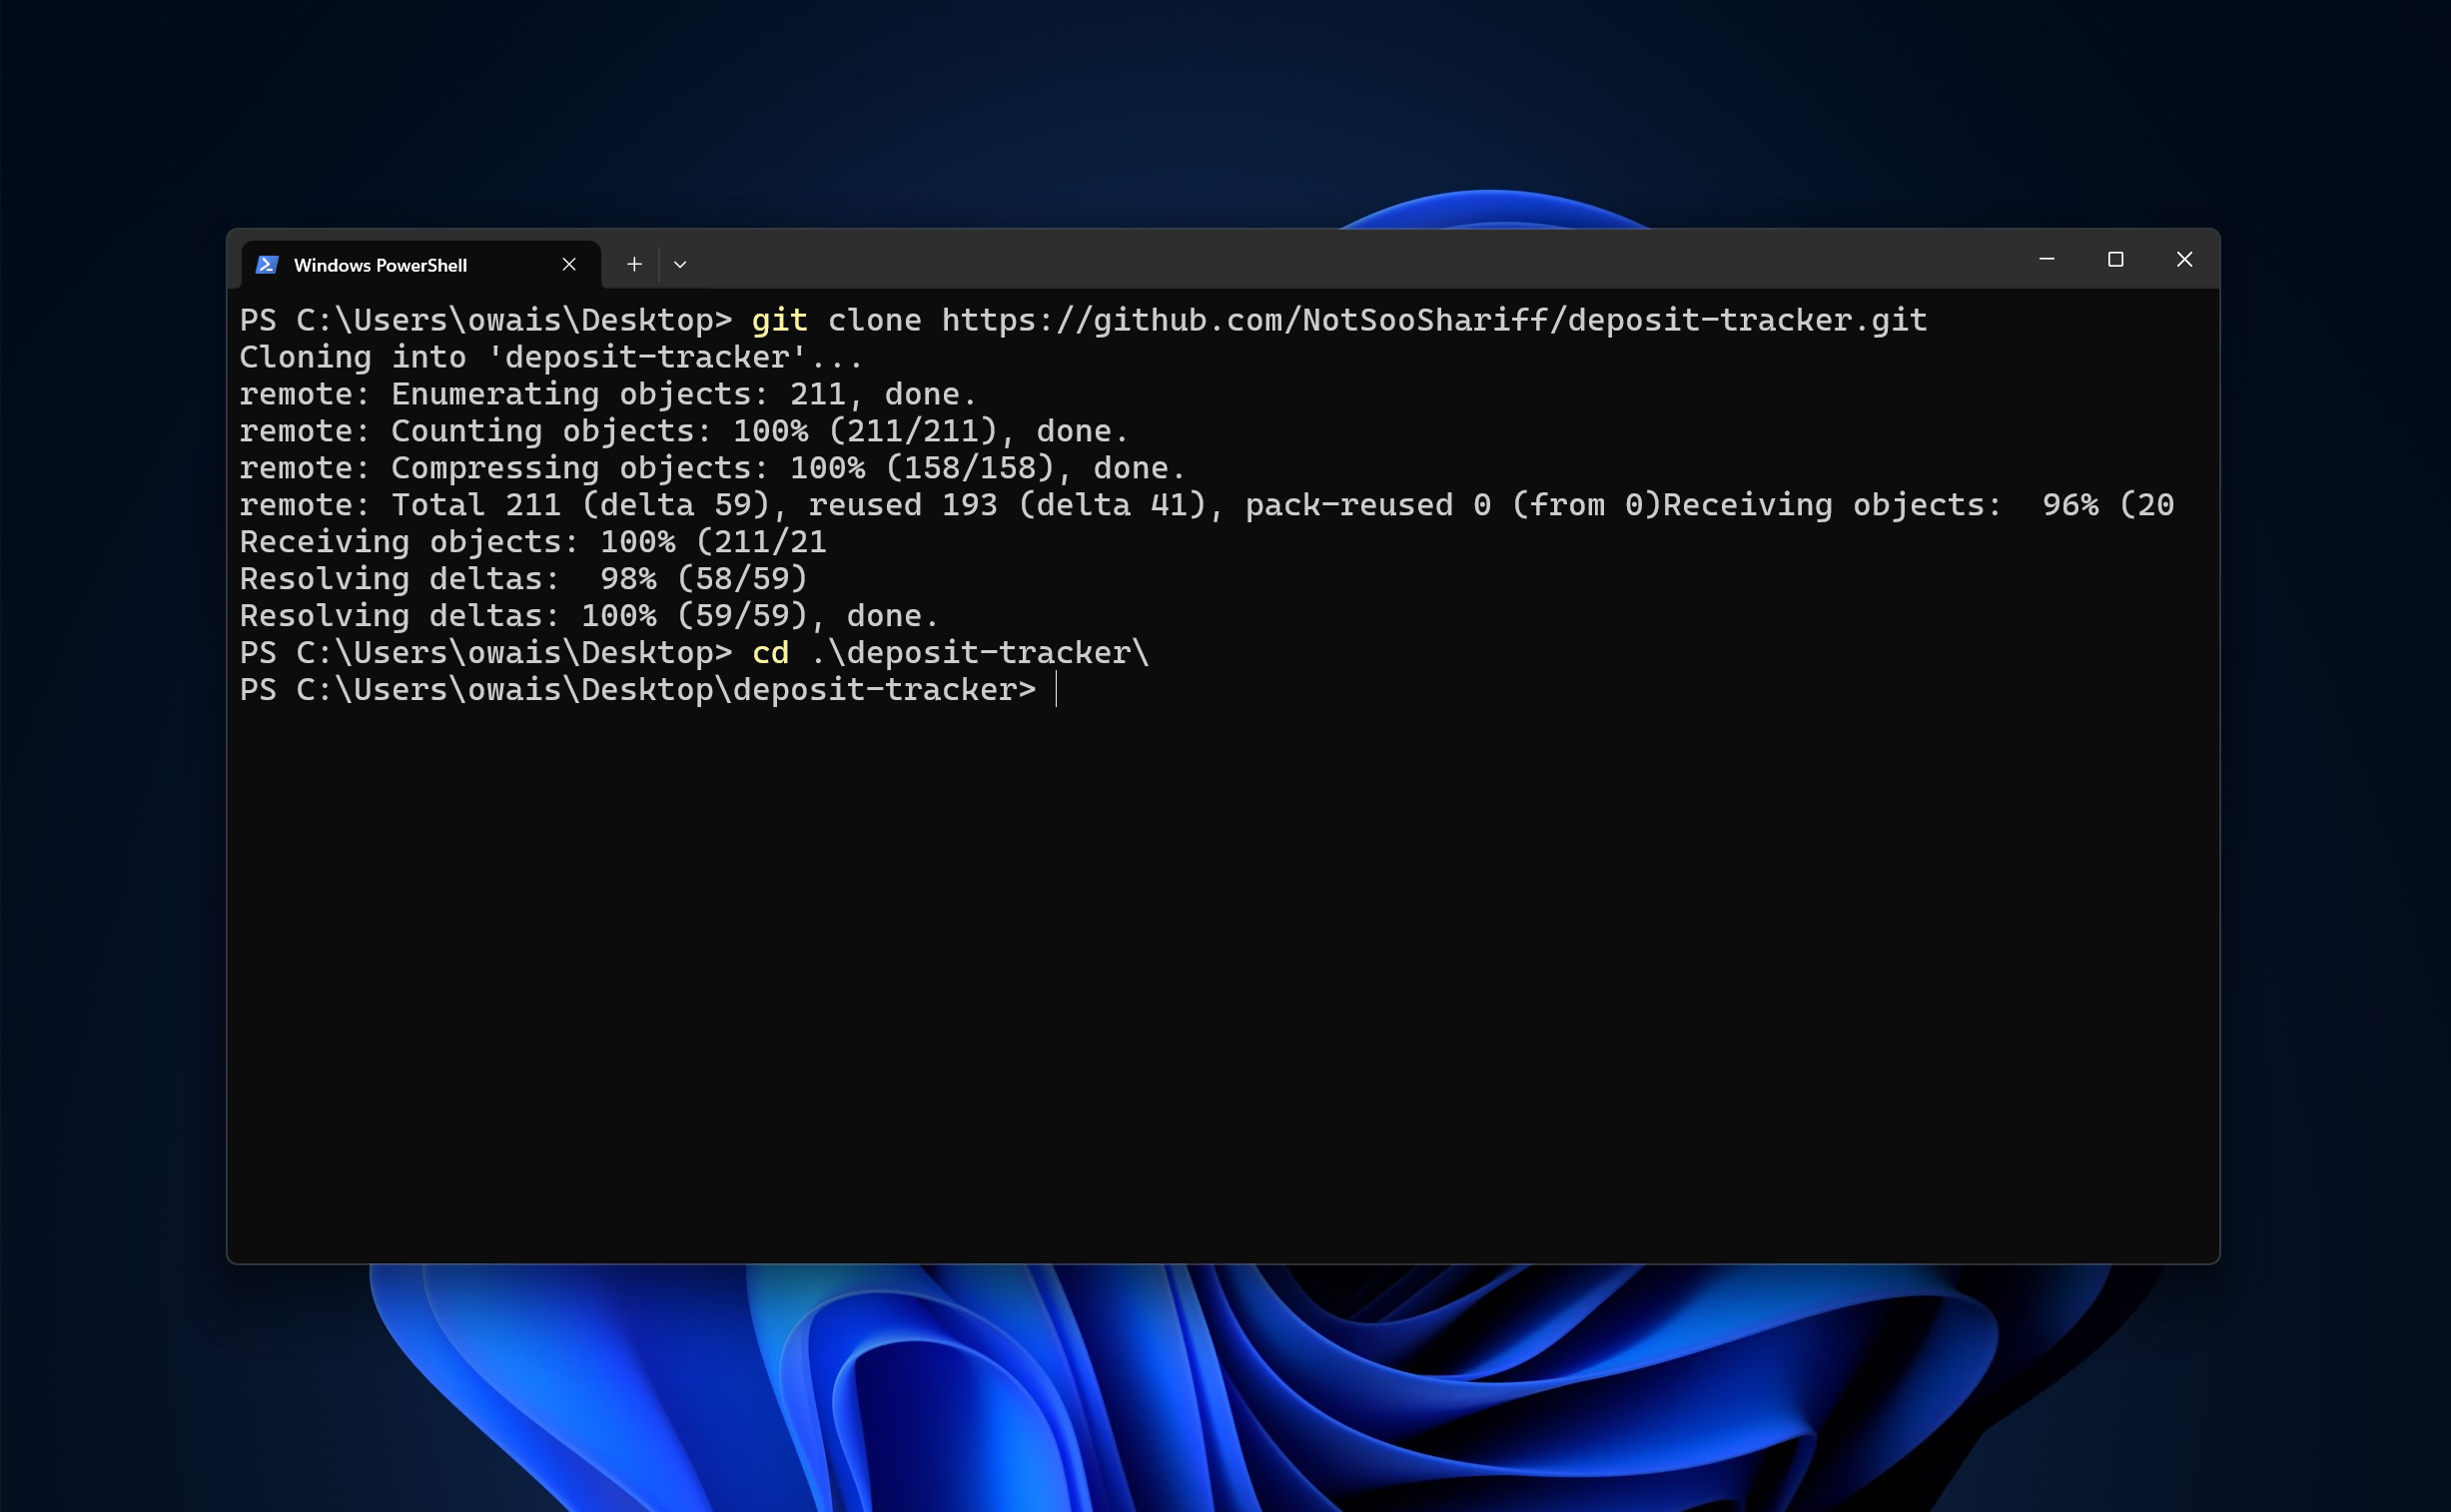 Windows PowerShell
PS C:\Users\owais\Desktop> git clone https://github.com/NotSooShariff/deposit-tracker.git
Cloning into 'deposit-tracker'...
remote: Enumerating objects: 211, done.
remote: Counting objects: 100% (211/211), done.
remote: Compressing objects: 100% (158/158), done.
remote: Total 211 (delta 59), reused 193 (delta 41), pack-reused 0 (from 0)Receiving objects:  96% (20
Receiving objects: 100% (211/21
Resolving deltas:  98% (58/59)
Resolving deltas: 100% (59/59), done.
PS C:\Users\owais\Desktop> cd .\deposit-tracker\
PS C:\Users\owais\Desktop\deposit-tracker>